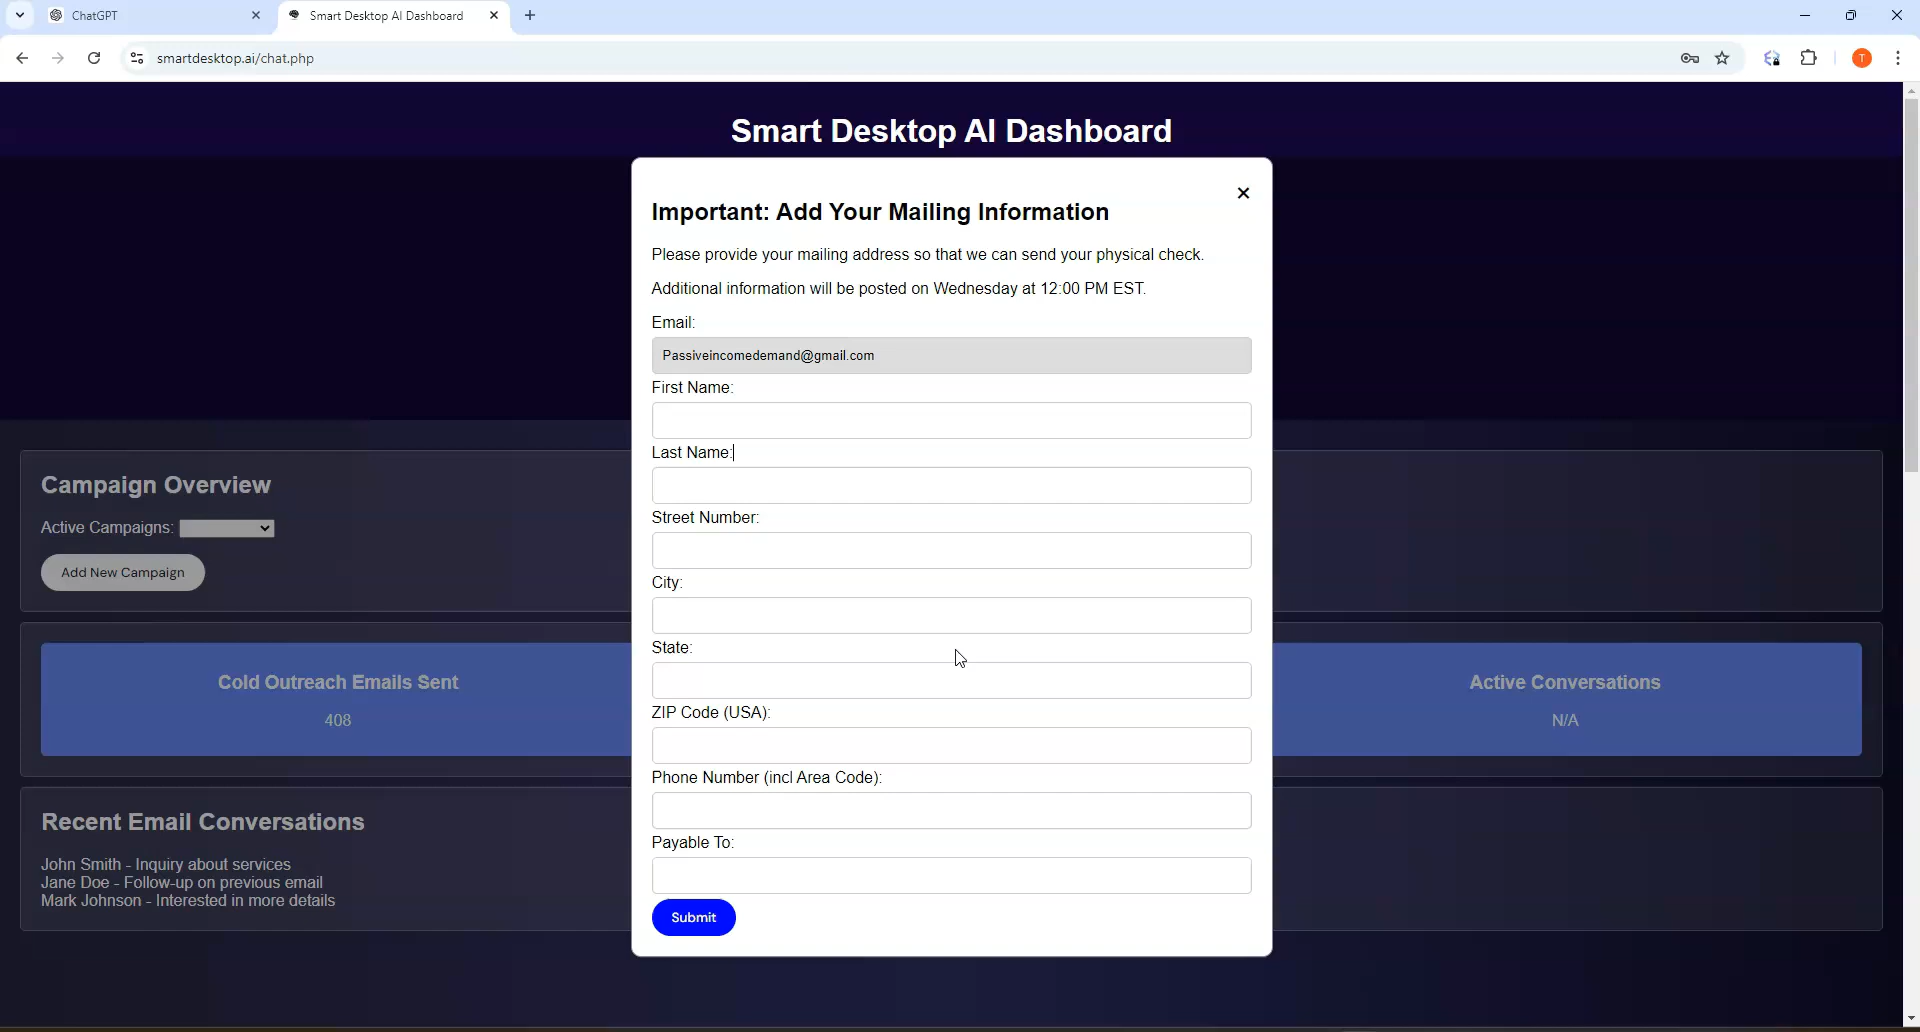 ChatGPT
Smart Desktop AI Dashboard
smartdesktop.ai/chat.php
T
Smart Desktop AI Dashboard
Important: Add Your Mailing Information
Please provide your mailing address so that we can send your physical check.
Additional information will be posted on Wednesday at 12:00 PM EST.
Email:
Passiveincomedemand@gmail.com
First Name:
Last Name:
Street Number:
City:
State:
ZIP Code (USA):
Phone Number (incl Area Code):
Payable To:
Submit
Campaign Overview
Active Campaigns:
Add New Campaign
Cold Outreach Emails Sent
408
Active Conversations
N/A
Recent Email Conversations
John Smith - Inquiry about services
Jane Doe - Follow-up on previous email
Mark Johnson - Interested in more details